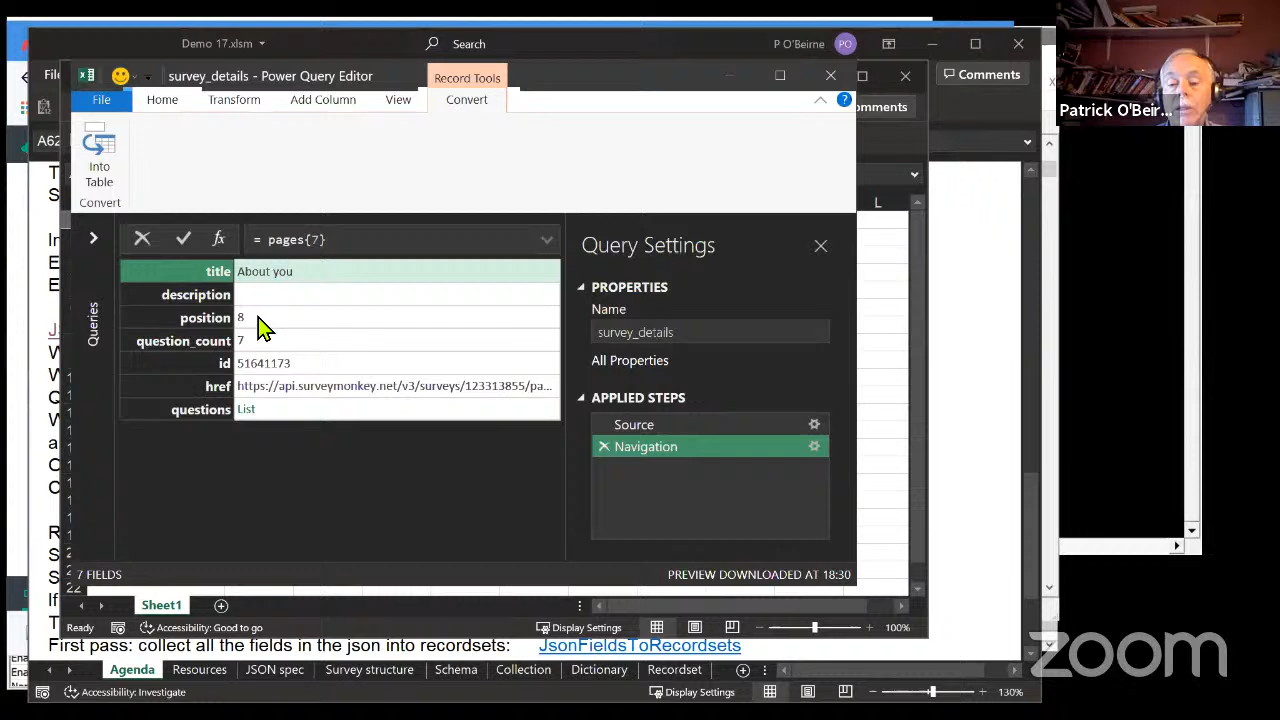 Demo 17.xlsm
Search
P O'Beirne
PO
survey_details - Power Query Editor
Record Tools
Comments
File
Home
Transform
Add Column
View
Convert
?
omments
Patrick O'Beir...
A62
Into
Table
Convert
L
fx
= pages{7}
Query Settings
title
About you
description
position
8
question_count
7
id
51641173
href
https://api.surveymonkey.net/v3/surveys/123313855/pa...
questions
List
Queries
PROPERTIES
Name
survey_details
All Properties
APPLIED STEPS
Source
Navigation
7 FIELDS
PREVIEW DOWNLOADED AT 18:30
22
Sheet1
Ready
Accessibility: Good to go
Display Settings
100%
First pass: collect all the fields in the json into recordsets: JsonFieldsToRecordsets
Agenda
Resources
JSON spec
Survey structure
Schema
Collection
Dictionary
Recordset
Accessibility: Investigate
Display Settings
130%
zoom